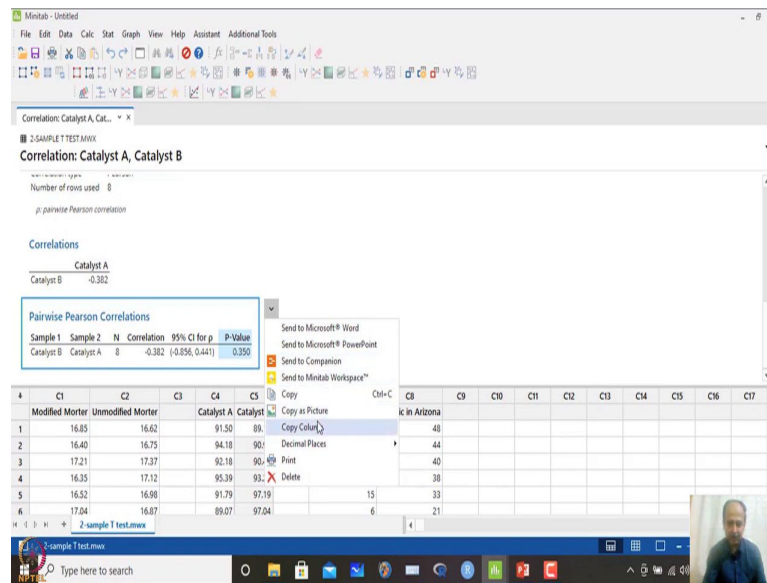 Minitab - Untitled
File Edit Data Calc Stat Graph View Help Assistant Additional Tools
Correlation: Catalyst A, Cat...
2-SAMPLE T TEST.MWX
Correlation: Catalyst A, Catalyst B
Number of rows used 8
ρ: pairwise Pearson correlation
Correlations
Catalyst A
Catalyst B -0.382
Pairwise Pearson Correlations
Sample 1 Sample 2 N Correlation 95% CI for ρ P-Value
Catalyst B Catalyst A 8 -0.382 (-0.856, 0.441) 0.350
Send to Microsoft® Word
Send to Microsoft® PowerPoint
Send to Companion
Send to Minitab Workspace™
Copy Ctrl+C
Copy as Picture
Copy Column
Decimal Places
Print
Delete
C1 C2 C3 C4 C5 C8 C9 C10 C11 C12 C13 C14 C15 C16 C17
Modified Morter Unmodified Morter Catalyst A Catalyst ic in Arizona
1 16.85 16.62 91.50 89. 48
2 16.40 16.75 94.18 90. 44
3 17.21 17.37 92.18 90. 40
4 16.35 17.12 95.39 93. 38
5 16.52 16.98 91.79 97.19 15 33
6 17.04 16.87 89.07 97.04 6 21
2-sample T test.mwx
2-sample T test.mwx
Type here to search
NPTEL